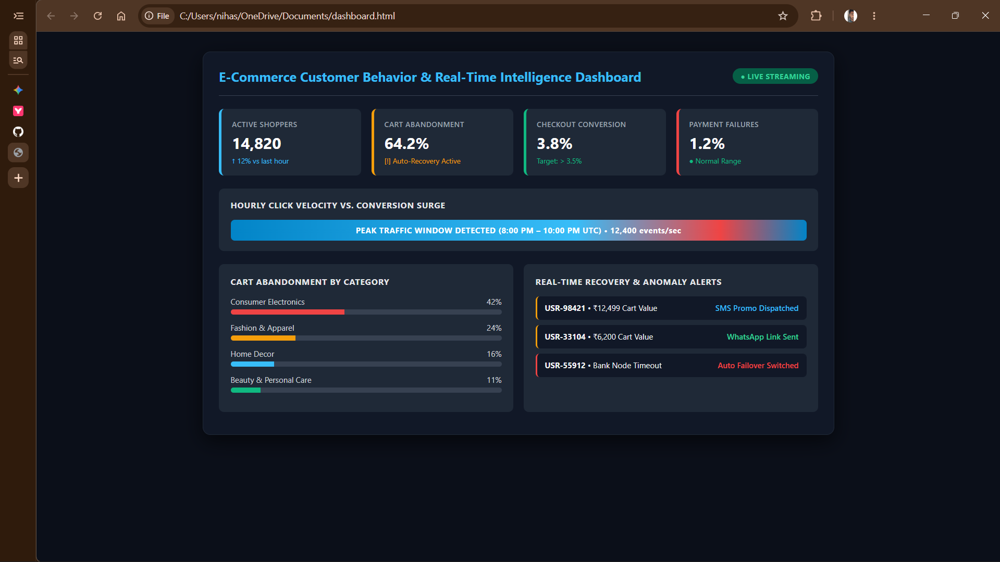 File
C:/Users/nihas/OneDrive/Documents/dashboard.html
E-Commerce Customer Behavior & Real-Time Intelligence Dashboard
● LIVE STREAMING
ACTIVE SHOPPERS
14,820
↑ 12% vs last hour
CART ABANDONMENT
64.2%
[!] Auto-Recovery Active
CHECKOUT CONVERSION
3.8%
Target: > 3.5%
PAYMENT FAILURES
1.2%
● Normal Range
HOURLY CLICK VELOCITY VS. CONVERSION SURGE
PEAK TRAFFIC WINDOW DETECTED (8:00 PM – 10:00 PM UTC) • 12,400 events/sec
CART ABANDONMENT BY CATEGORY
Consumer Electronics 42%
Fashion & Apparel 24%
Home Decor 16%
Beauty & Personal Care 11%
REAL-TIME RECOVERY & ANOMALY ALERTS
USR-98421 • ₹12,499 Cart Value SMS Promo Dispatched
USR-33104 • ₹6,200 Cart Value WhatsApp Link Sent
USR-55912 • Bank Node Timeout Auto Failover Switched